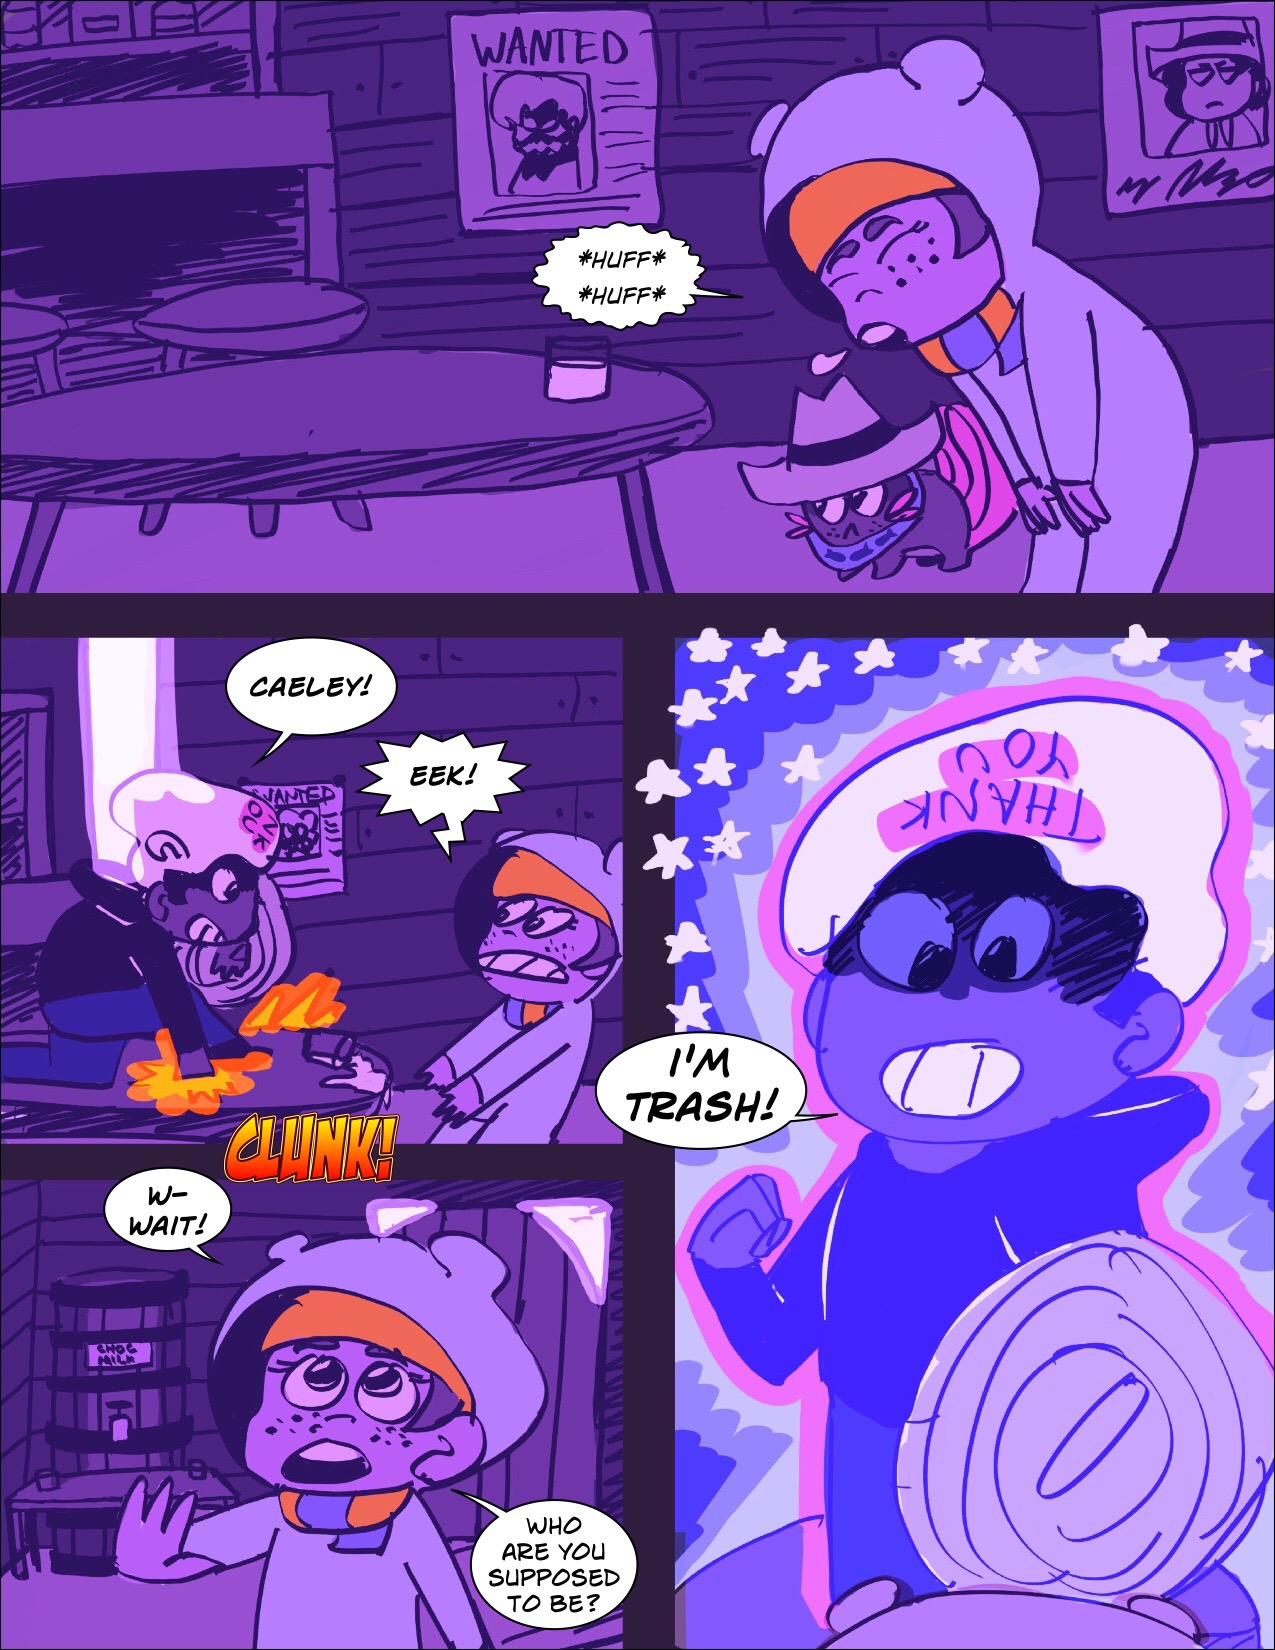 WANTED
*HUFF*
*HUFF*
CAELEY!
EEK!
WANTED
CLUNK!
THANK
YOU
I'M
TRASH!
W-
WAIT!
CHOC
MILK
WHO
ARE YOU
SUPPOSED
TO BE?